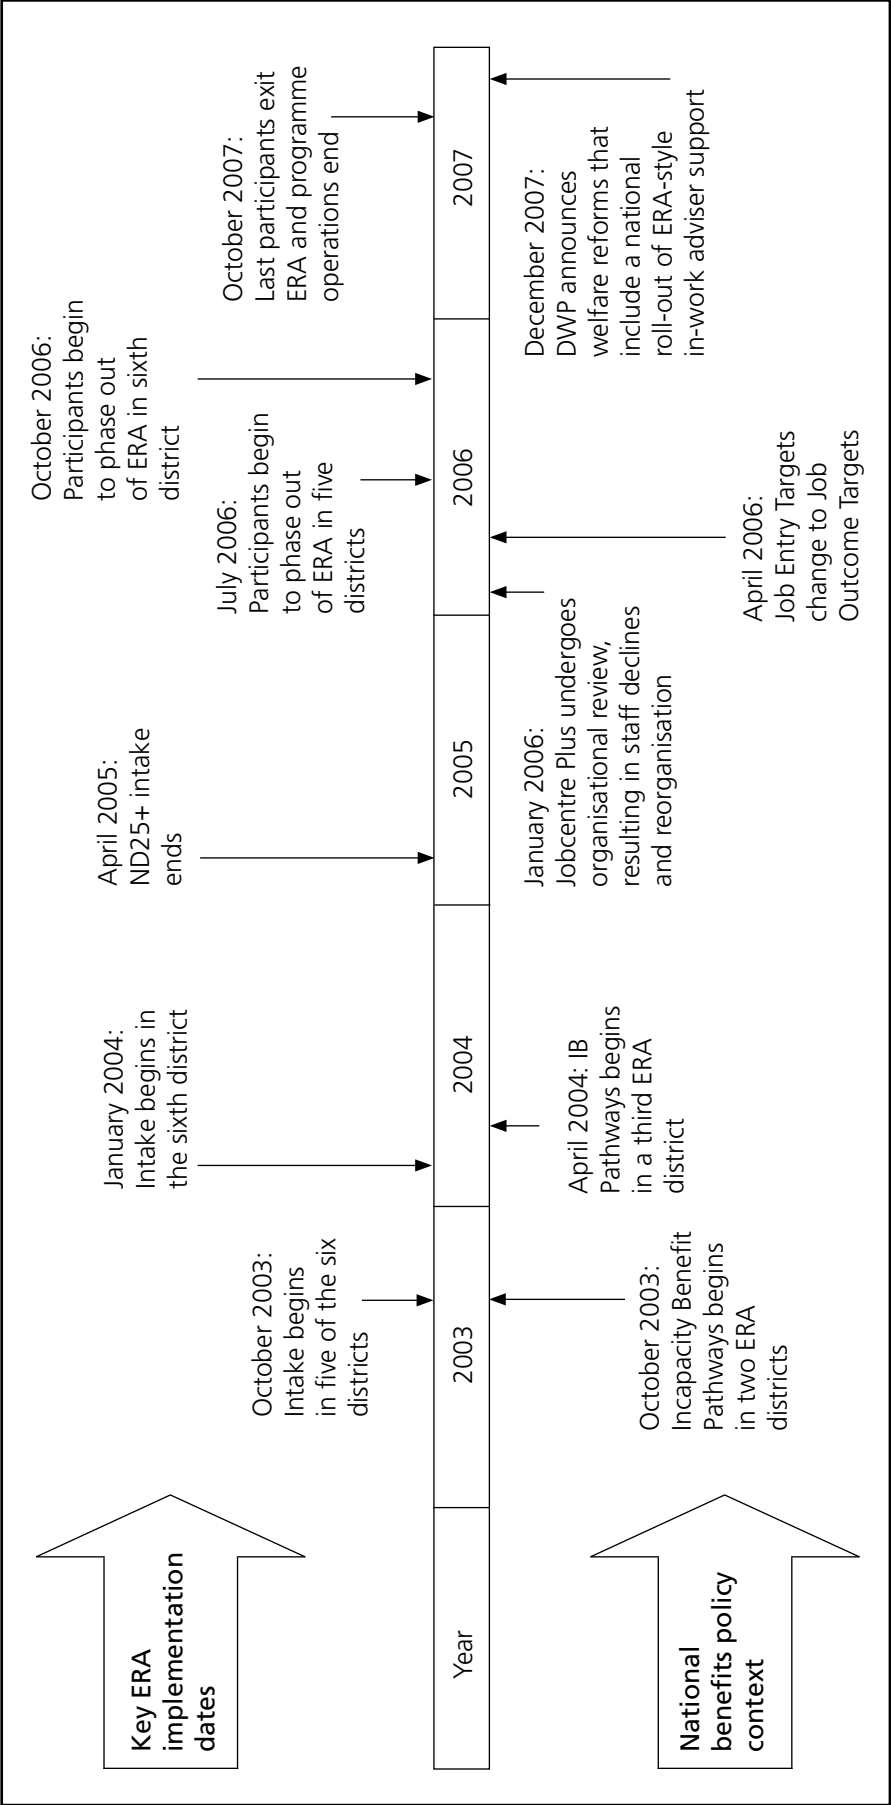 Key ERA
implementation
dates
October 2003:
Intake begins
in five of the six
districts
January 2004:
Intake begins in
the sixth district
April 2005:
ND25+ intake
ends
July 2006:
Participants begin
to phase out
of ERA in five
districts
October 2006:
Participants begin
to phase out
of ERA in sixth
district
October 2007:
Last participants exit
ERA and programme
operations end
Year
2003
2004
2005
2006
2007
National
benefits policy
context
October 2003:
Incapacity Benefit
Pathways begins
in two ERA
districts
April 2004: IB
Pathways begins
in a third ERA
district
January 2006:
Jobcentre Plus undergoes
organisational review,
resulting in staff declines
and reorganisation
April 2006:
Job Entry Targets
change to Job
Outcome Targets
December 2007:
DWP announces
welfare reforms that
include a national
roll-out of ERA-style
in-work adviser support